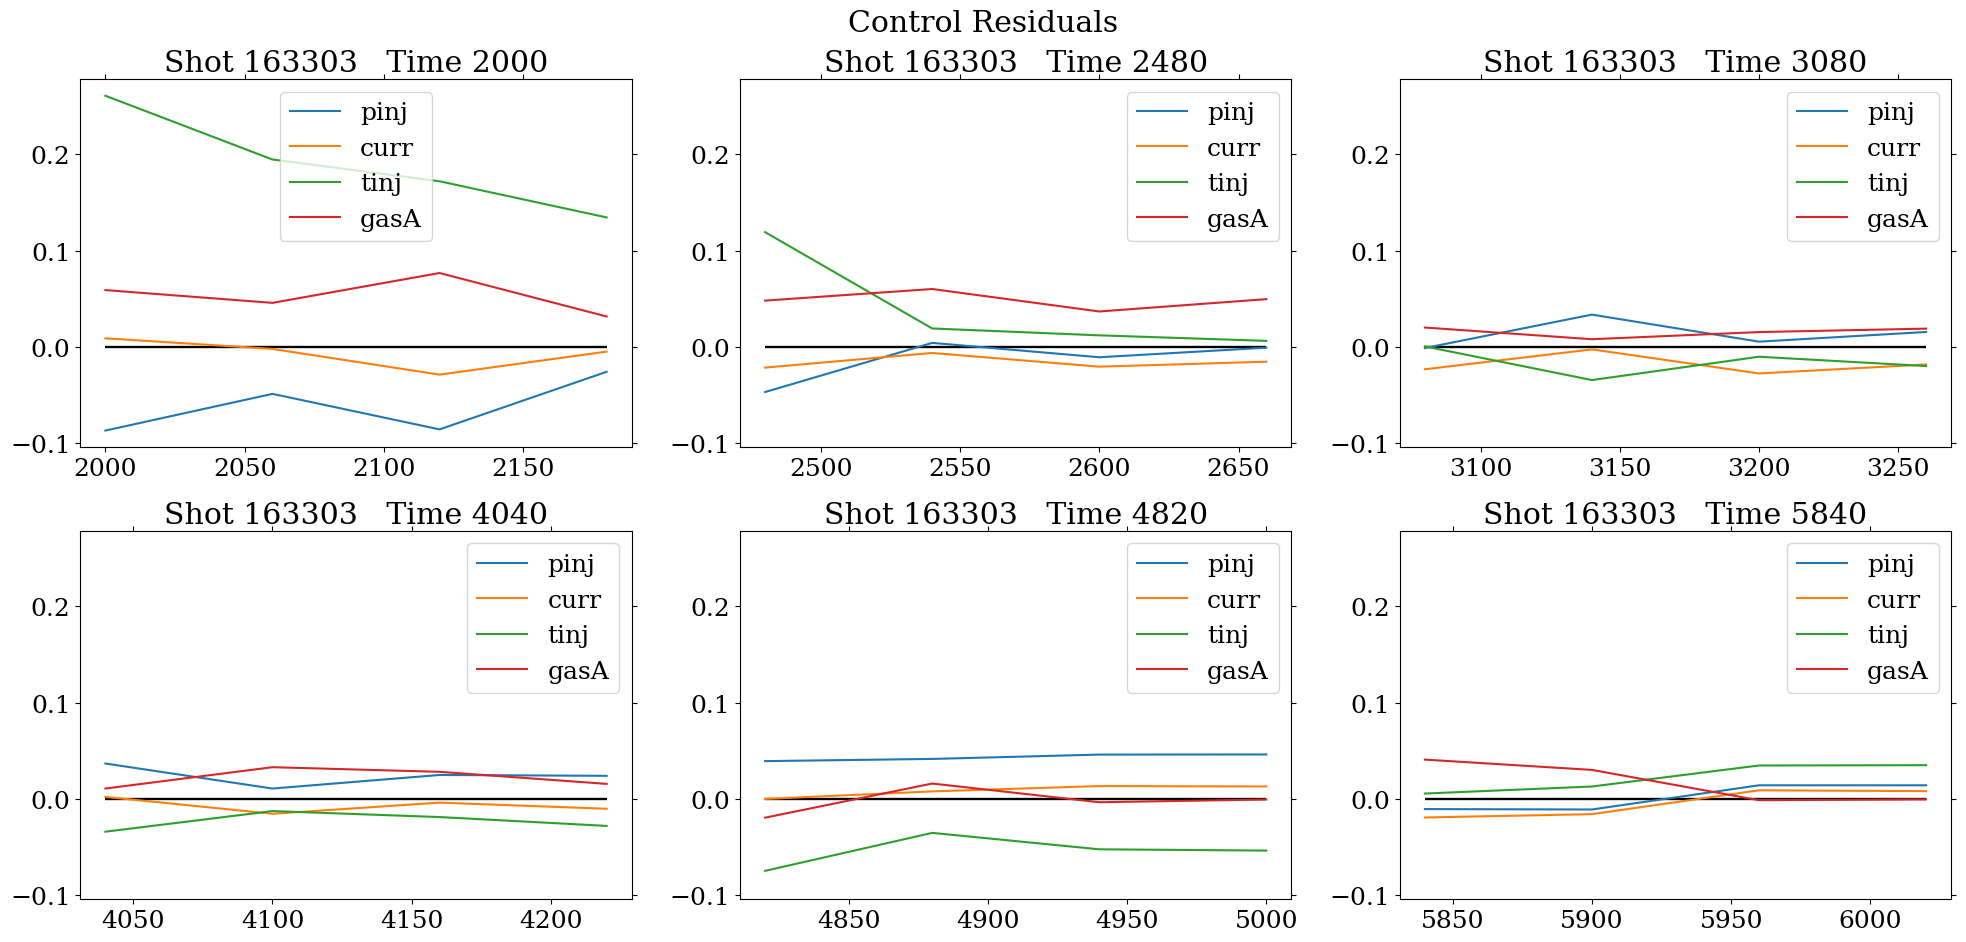 Control Residuals
Shot 163303   Time 2000
Shot 163303   Time 2480
Shot 163303   Time 3080
0.2
0.1
0.0
−0.1
pinj
curr
tinj
gasA
2000 2050 2100 2150
0.2
0.1
0.0
−0.1
pinj
curr
tinj
gasA
2500 2550 2600 2650
0.2
0.1
0.0
−0.1
pinj
curr
tinj
gasA
3100 3150 3200 3250
Shot 163303   Time 4040
Shot 163303   Time 4820
Shot 163303   Time 5840
0.2
0.1
0.0
−0.1
pinj
curr
tinj
gasA
4050 4100 4150 4200
0.2
0.1
0.0
−0.1
pinj
curr
tinj
gasA
4850 4900 4950 5000
0.2
0.1
0.0
−0.1
pinj
curr
tinj
gasA
5850 5900 5950 6000